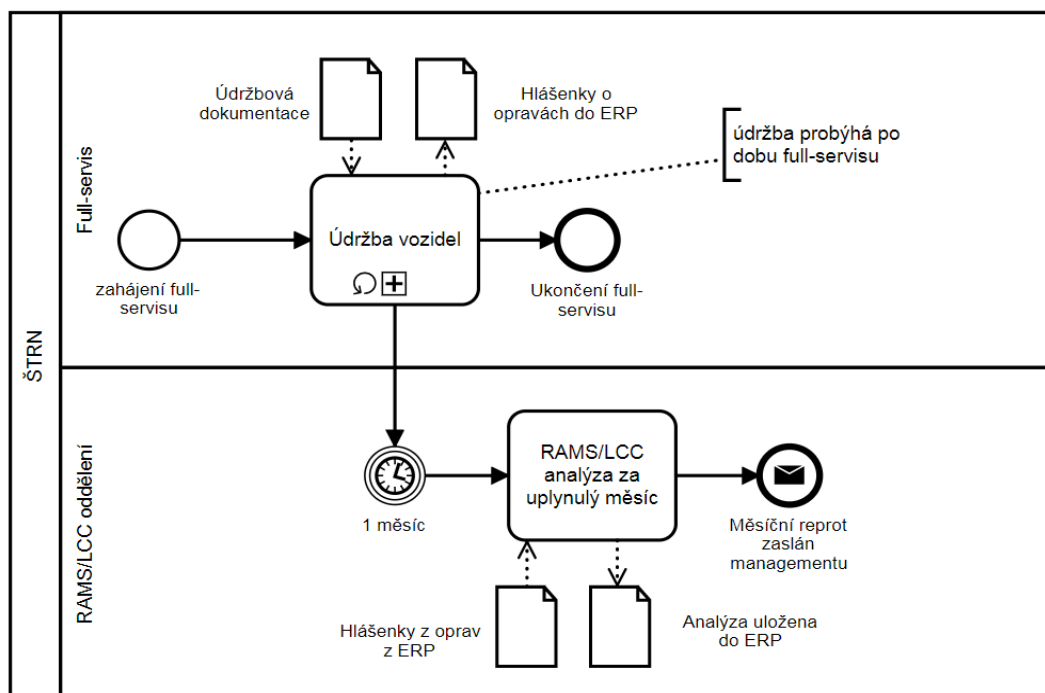 ŠTRN
Full-servis
Údržbová
dokumentace
Hlášenky o
opravách do ERP
údržba probýhá po
dobu full-servisu
Údržba vozidel
zahájení full-
servisu
Ukončení full-
servisu
RAMS/LCC oddělení
1 měsíc
RAMS/LCC
analýza za
uplynulý měsíc
Měsíční reprot
zaslán
managementu
Hlášenky z oprav
z ERP
Analýza uložena
do ERP